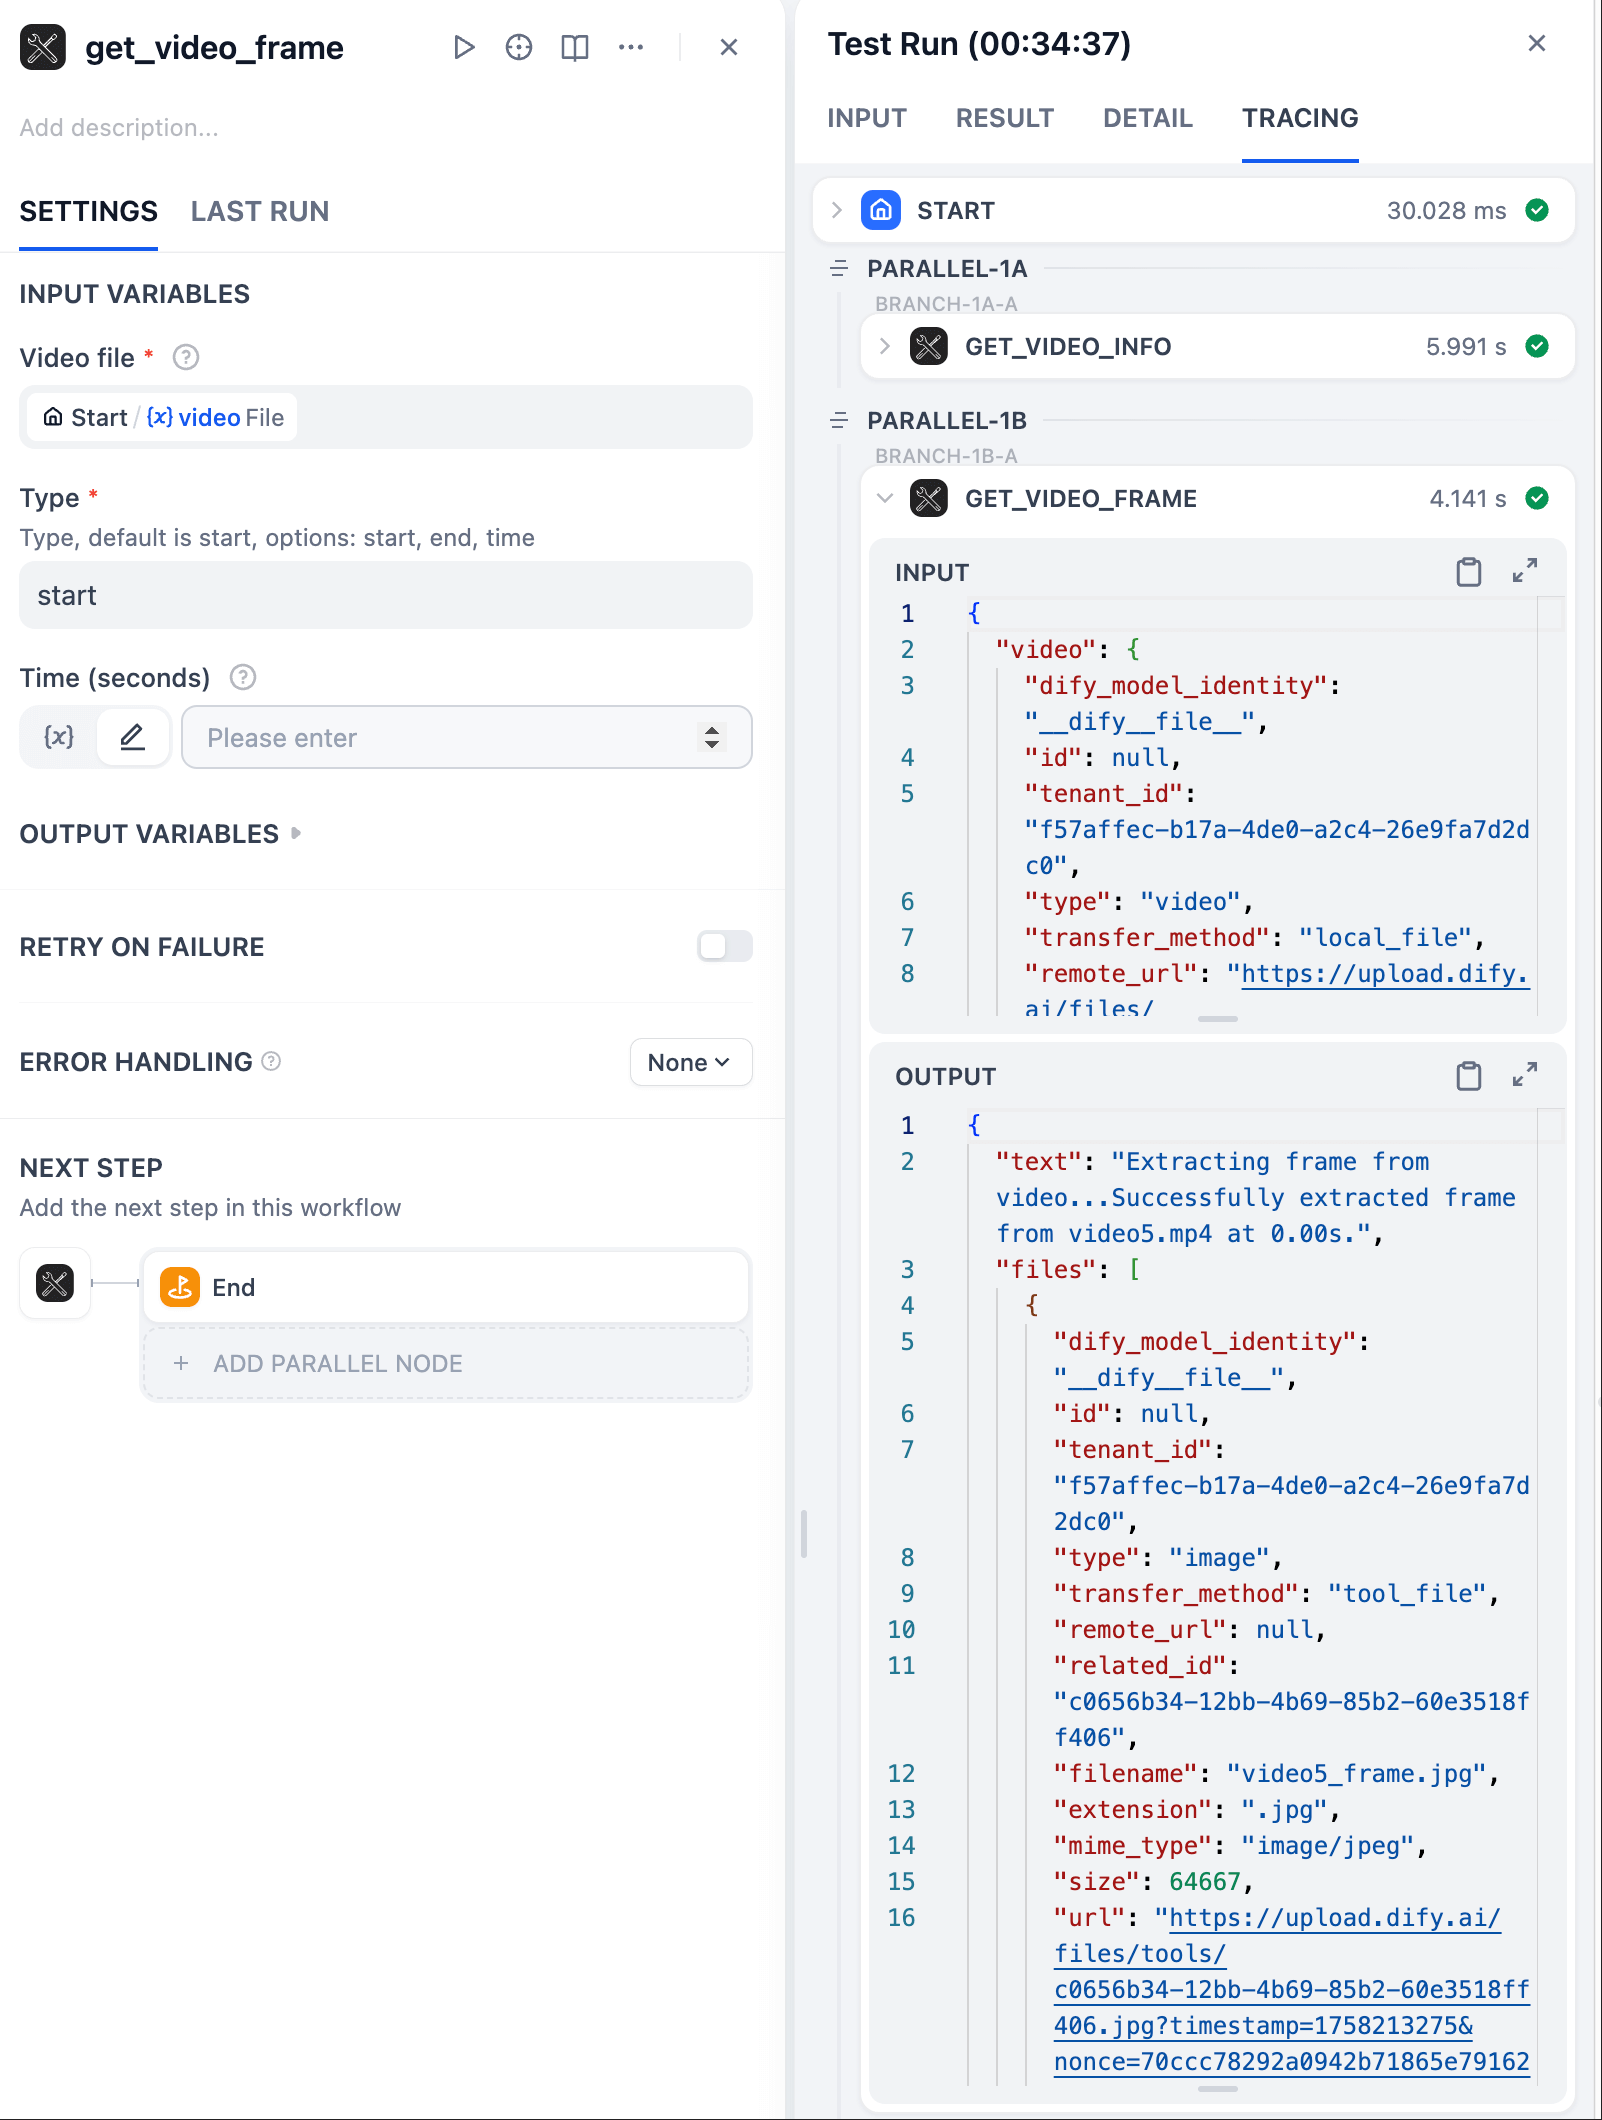 get_video_frame
Add description...
SETTINGS LAST RUN
INPUT VARIABLES
Video file *
Start / {x} video File
Type *
Type, default is start, options: start, end, time
start
Time (seconds)
{x} Please enter
OUTPUT VARIABLES
RETRY ON FAILURE
ERROR HANDLING None
NEXT STEP
Add the next step in this workflow
End
+ ADD PARALLEL NODE
Test Run (00:34:37)
INPUT RESULT DETAIL TRACING
START 30.028 ms
PARALLEL-1A
BRANCH-1A-A
GET_VIDEO_INFO 5.991 s
PARALLEL-1B
BRANCH-1B-A
GET_VIDEO_FRAME 4.141 s
INPUT
1 {
2 "video": {
3 "dify_model_identity":
"__dify__file__",
4 "id": null,
5 "tenant_id":
"f57affec-b17a-4de0-a2c4-26e9fa7d2d
c0",
6 "type": "video",
7 "transfer_method": "local_file",
8 "remote_url": "https://upload.dify.
ai/files/
OUTPUT
1 {
2 "text": "Extracting frame from
video...Successfully extracted frame
from video5.mp4 at 0.00s.",
3 "files": [
4 {
5 "dify_model_identity":
"__dify__file__",
6 "id": null,
7 "tenant_id":
"f57affec-b17a-4de0-a2c4-26e9fa7d
2dc0",
8 "type": "image",
9 "transfer_method": "tool_file",
10 "remote_url": null,
11 "related_id":
"c0656b34-12bb-4b69-85b2-60e3518f
f406",
12 "filename": "video5_frame.jpg",
13 "extension": ".jpg",
14 "mime_type": "image/jpeg",
15 "size": 64667,
16 "url": "https://upload.dify.ai/
files/tools/
c0656b34-12bb-4b69-85b2-60e3518ff
406.jpg?timestamp=1758213275&
nonce=70ccc78292a0942b71865e79162